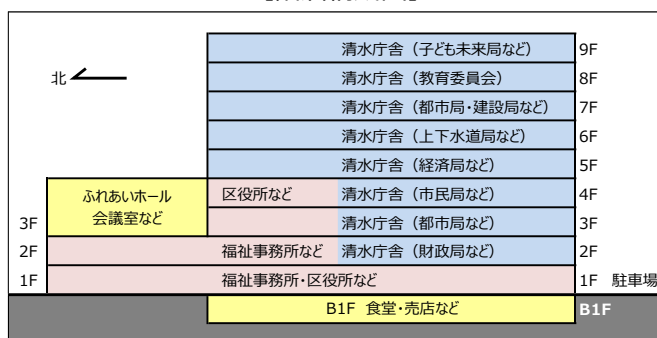 清水庁舎（子ども未来局など） 9F
北 清水庁舎（教育委員会） 8F
清水庁舎（都市局・建設局など） 7F
清水庁舎（上下水道局など） 6F
清水庁舎（経済局など） 5F
ふれあいホール 区役所など 清水庁舎（市民局など） 4F
3F 会議室など 清水庁舎（都市局など） 3F
2F 福祉事務所など 清水庁舎（財政局など） 2F
1F 福祉事務所・区役所など 1F 駐車場
B1F 食堂・売店など B1F